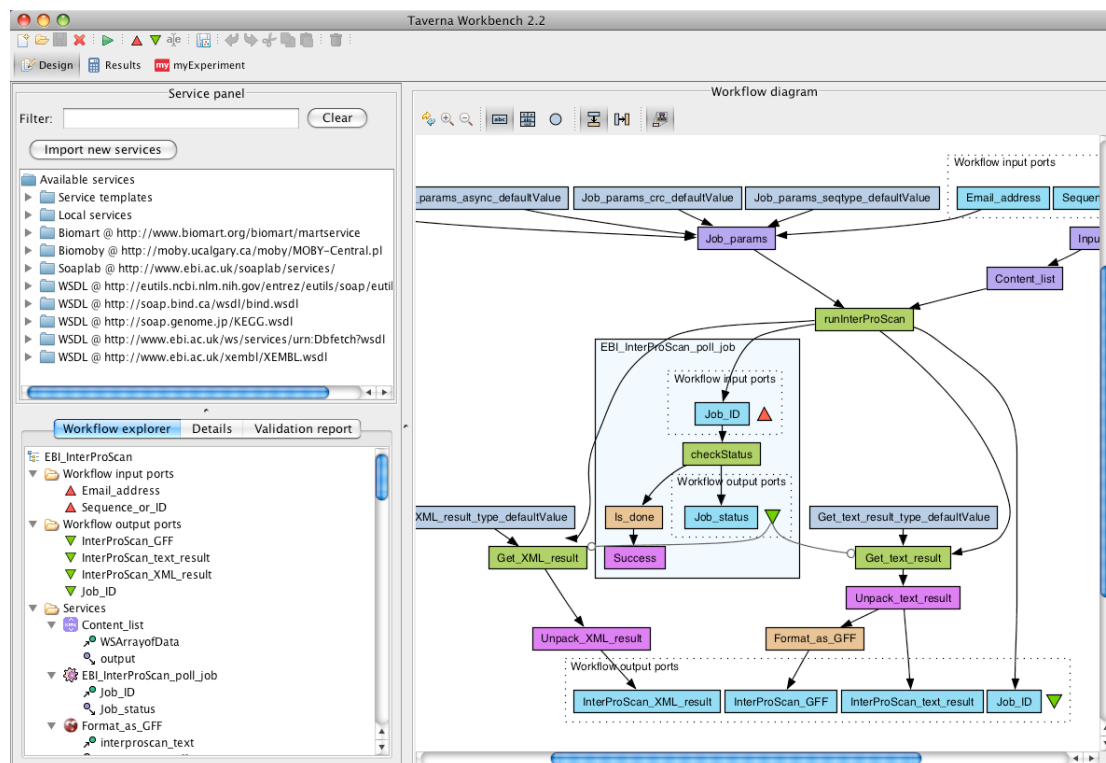 Taverna Workbench 2.2
Design Results my myExperiment
Service panel
Filter: Clear
Import new services
Available services
Service templates
Local services
Biomart @ http://www.biomart.org/biomart/martservice
Biomoby @ http://moby.ucalgary.ca/moby/MOBY-Central.pl
Soaplab @ http://www.ebi.ac.uk/soaplab/services/
WSDL @ http://eutils.ncbi.nlm.nih.gov/entrez/eutils/soap/eutil
WSDL @ http://soap.bind.ca/wsdl/bind.wsdl
WSDL @ http://soap.genome.jp/KEGG.wsdl
WSDL @ http://www.ebi.ac.uk/ws/services/urn:Dbfetch?wsdl
WSDL @ http://www.ebi.ac.uk/xembl/XEMBL.wsdl
Workflow explorer Details Validation report
EBI_InterProScan
Workflow input ports
Email_address
Sequence_or_ID
Workflow output ports
InterProScan_GFF
InterProScan_text_result
InterProScan_XML_result
Job_ID
Services
Content_list
WSArrayofData
output
EBI_InterProScan_poll_job
Job_ID
Job_status
Format_as_GFF
interproscan_text
Workflow diagram
Workflow input ports
_params_async_defaultValue Job_params_crc_defaultValue Job_params_seqtype_defaultValue Email_address Sequen
Job_params Inpu
Content_list
runInterProScan
EBI_InterProScan_poll_job
Workflow input ports
Job_ID
checkStatus
Workflow output ports
XML_result_type_defaultValue Is_done Job_status Get_text_result_type_defaultValue
Get_XML_result Success Get_text_result
Unpack_text_result
Unpack_XML_result Format_as_GFF
Workflow output ports
InterProScan_XML_result InterProScan_GFF InterProScan_text_result Job_ID